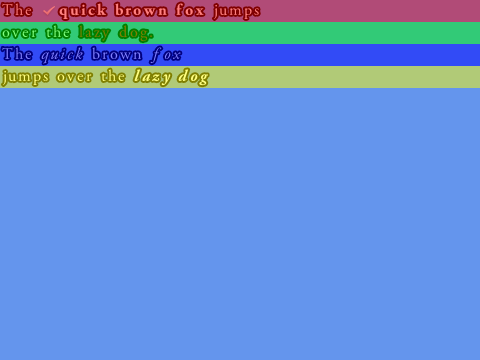 The ✓quick brown fox jumps
over the lazy dog.
The quick brown fox
jumps over the lazy dog